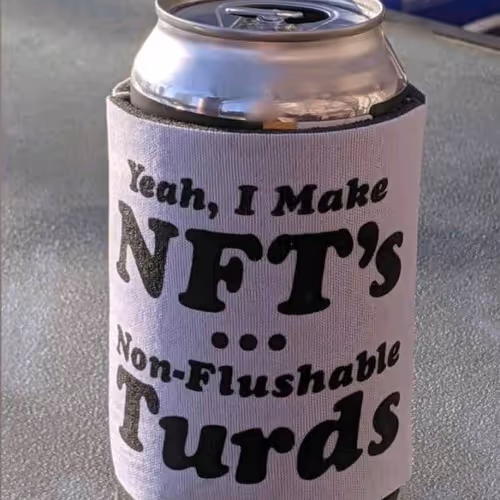 Yeah, I Make
NFT's
...
Non-Flushable
Turds